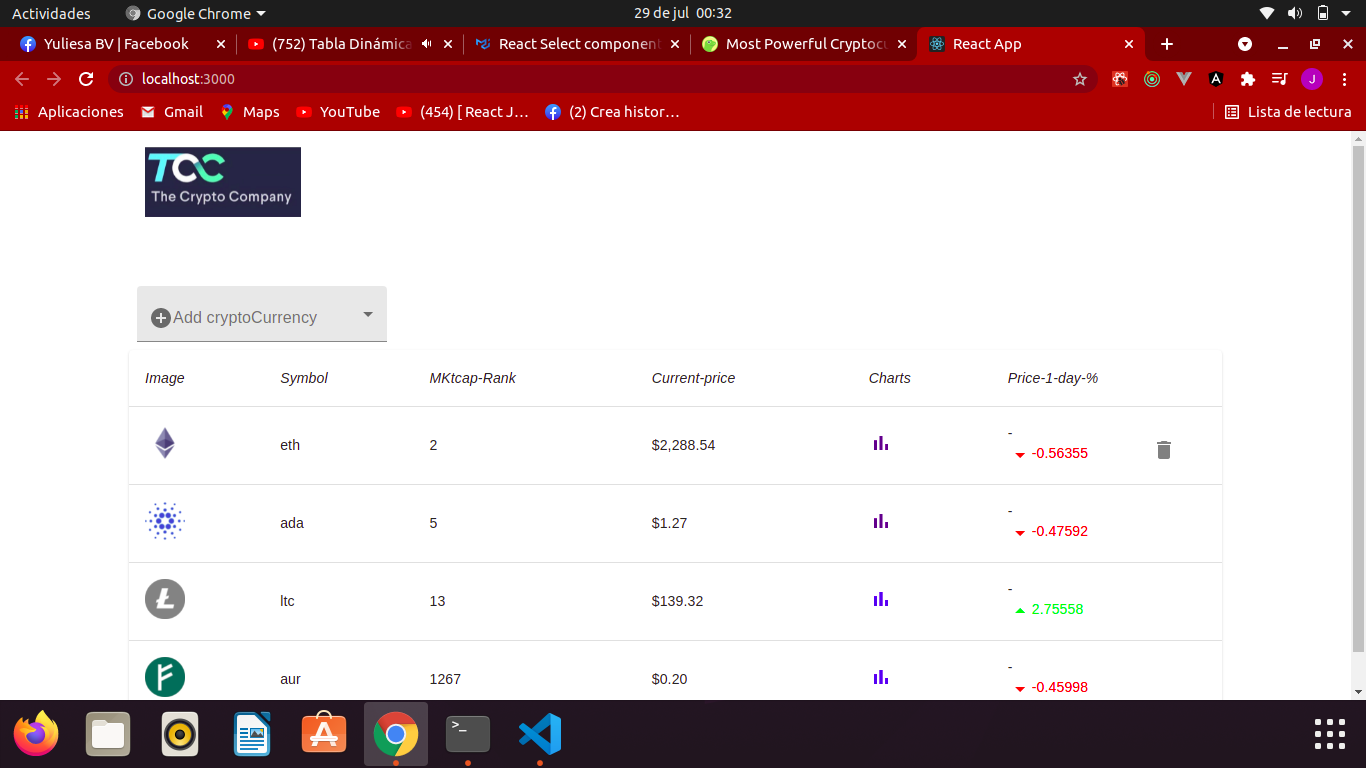 Actividades
Google Chrome
29 de jul 00:32
Yuliesa BV | Facebook
(752) Tabla Dinámica
React Select component
Most Powerful Cryptocu
React App
localhost:3000
J
Aplicaciones
Gmail
Maps
YouTube
(454) [ React J…
(2) Crea histor…
Lista de lectura
TCC
The Crypto Company
Add cryptoCurrency
Image Symbol MKtcap-Rank Current-price Charts Price-1-day-%
eth 2 $2,288.54 -
-0.56355
ada 5 $1.27 -
-0.47592
ltc 13 $139.32 -
2.75558
aur 1267 $0.20 -
-0.45998
>_